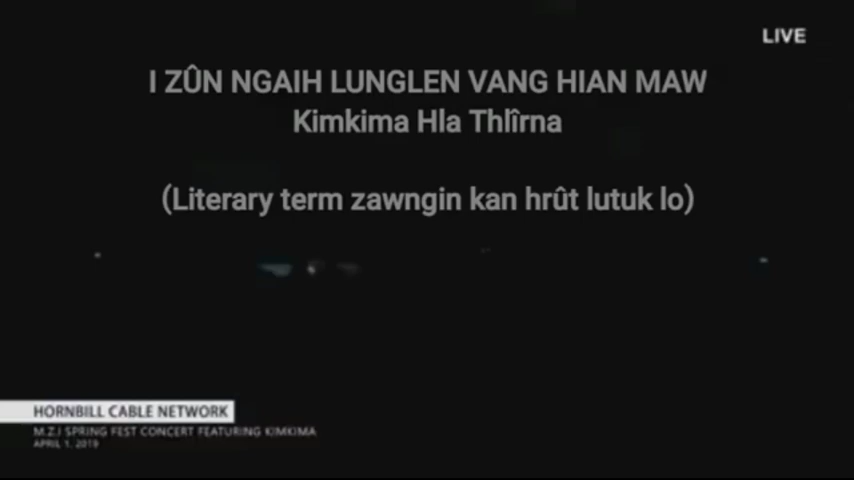 LIVE
I ZÛN NGAIH LUNGLEN VANG HIAN MAW
Kimkima Hla Thlîrna
(Literary term zawngin kan hrût lutuk lo)
HORNBILL CABLE NETWORK
M.Z.I SPRING FEST CONCERT FEATURING KIMKIMA
APRIL 1, 2019